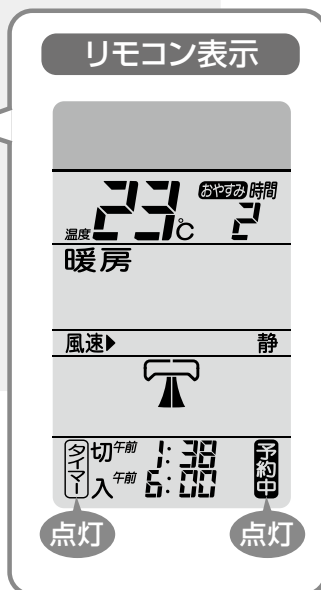 リモコン表示
おやすみ時間
温度23℃ 2
暖房
風速▶ 静
タイマー 切午前 1:38 予約中
入午前 6:00
点灯 点灯